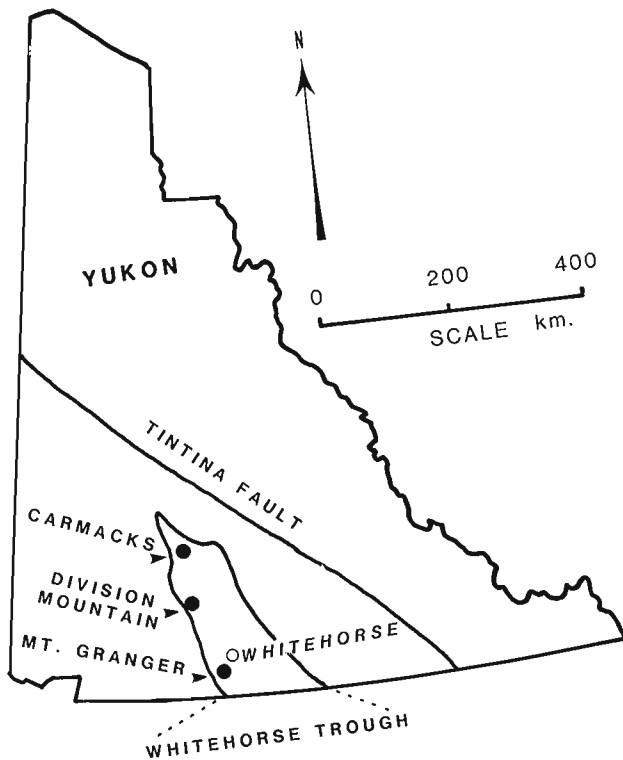 N
YUKON
0 200 400
SCALE km.
TINTINA FAULT
CARMACKS
DIVISION
MOUNTAIN
MT. GRANGER
WHITEHORSE
WHITEHORSE TROUGH